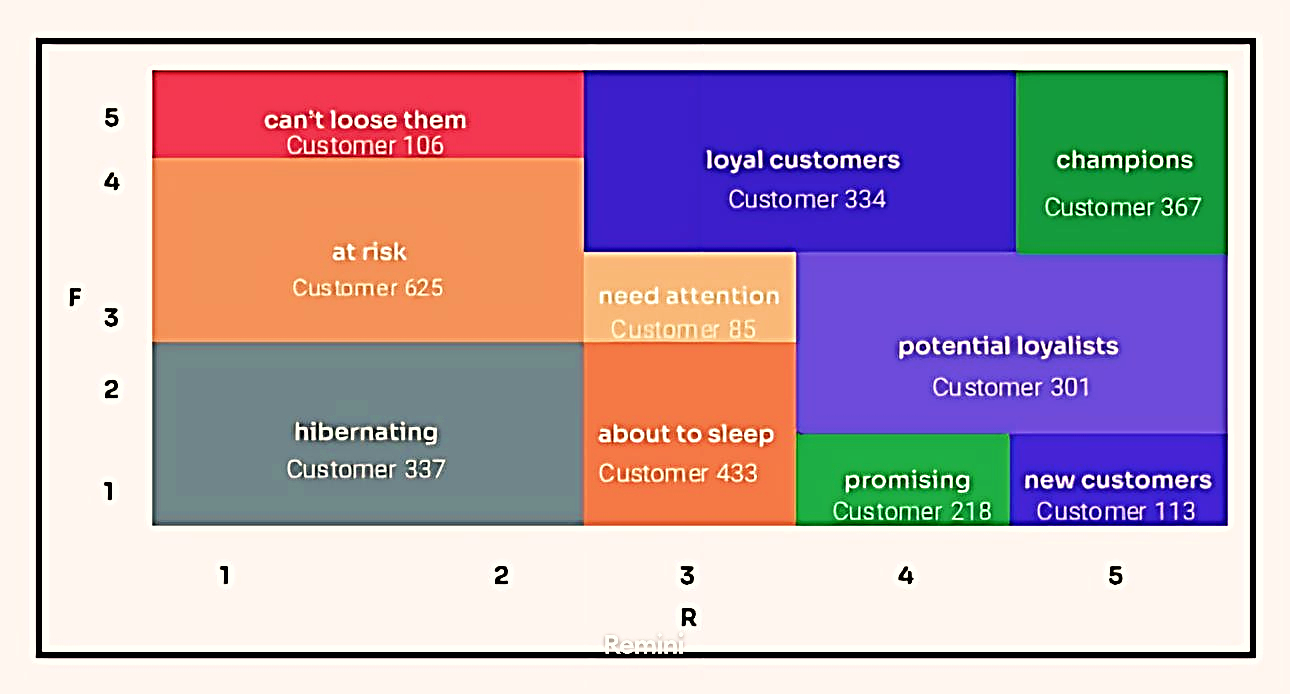 5
can't loose them
Customer 106
4
loyal customers
Customer 334
champions
Customer 367
at risk
Customer 625
F
3
need attention
Customer 85
potential loyalists
Customer 301
2
hibernating
Customer 337
about to sleep
Customer 433
1
promising
Customer 218
new customers
Customer 113
1
2
3
4
5
R
Remini